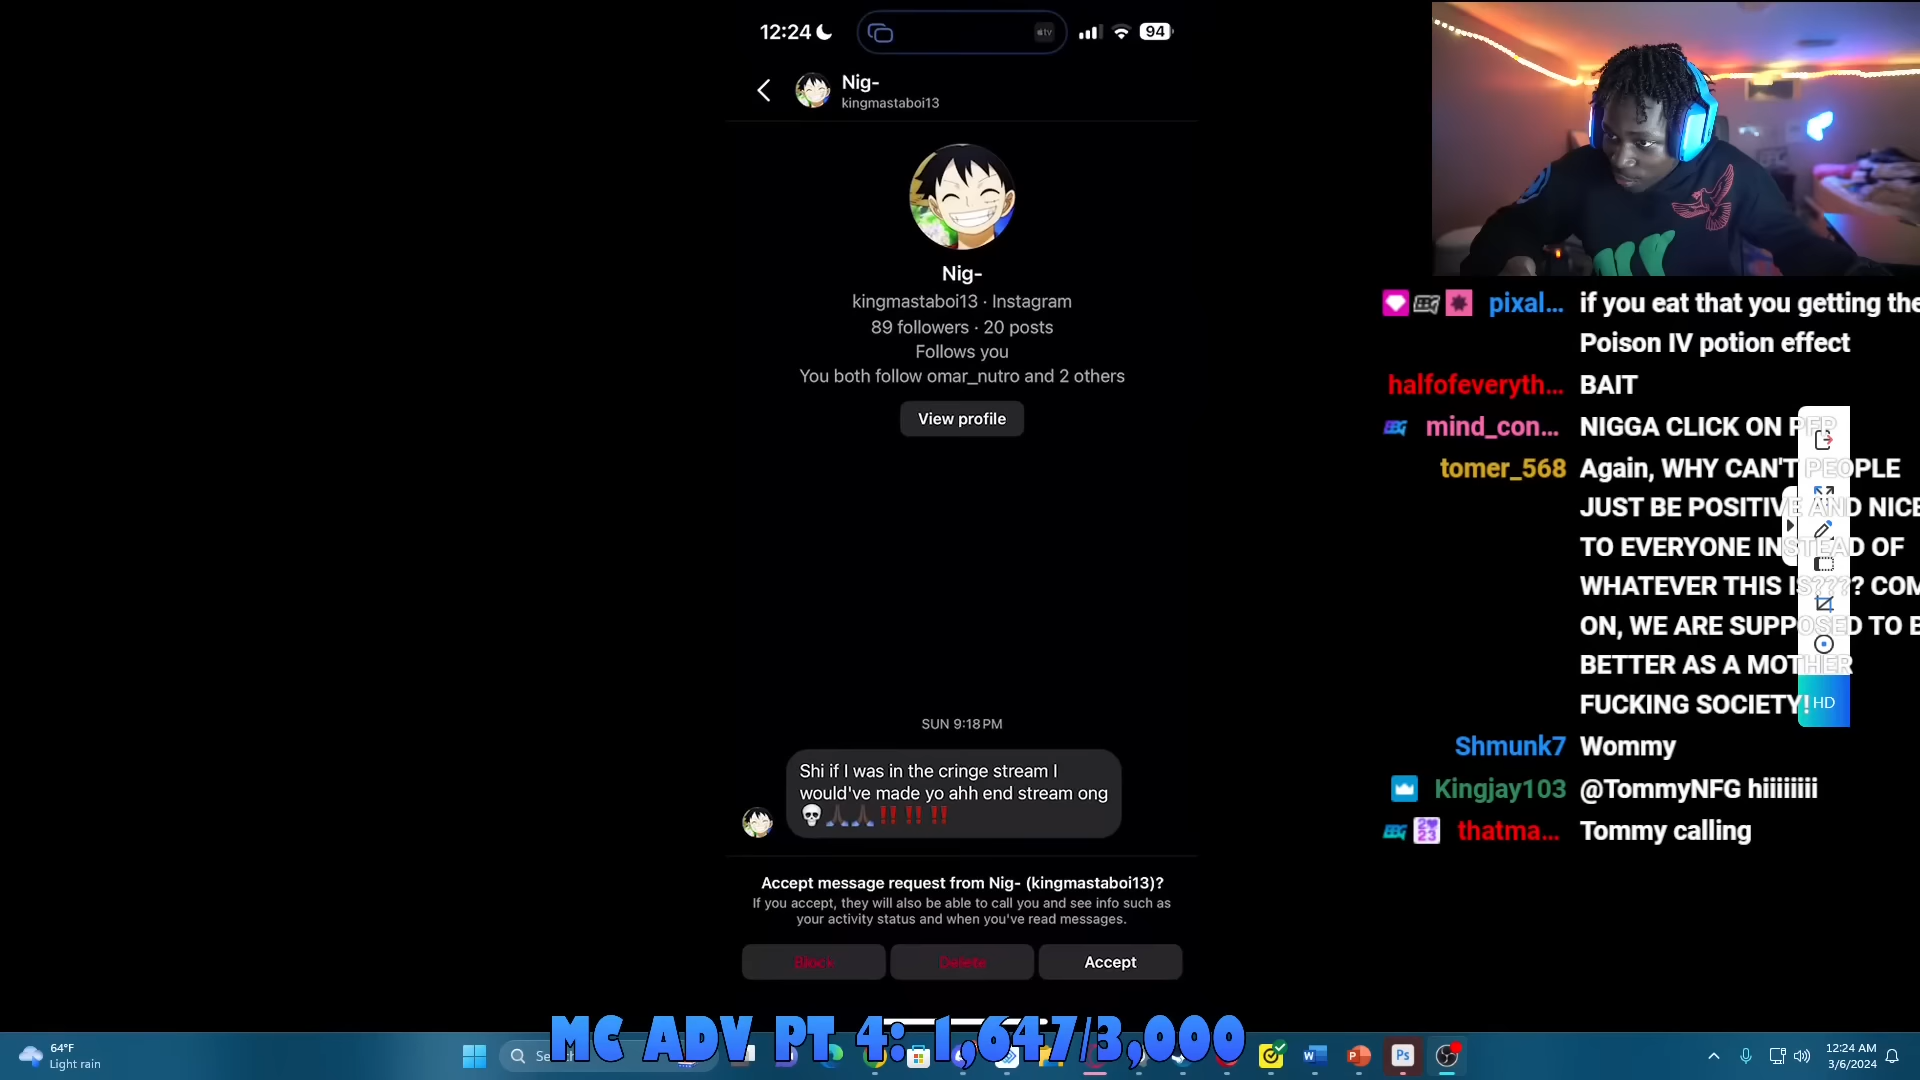 12:24
tv
94
Nig-
kingmastaboi13
Nig-
kingmastaboi13 · Instagram
89 followers · 20 posts
Follows you
You both follow omar_nutro and 2 others
View profile
SUN 9:18 PM
Shi if I was in the cringe stream I
would've made yo ahh end stream ong
💀🙏🏿🙏🏿‼️‼️‼️
Accept message request from Nig- (kingmastaboi13)?
If you accept, they will also be able to call you and see info such as
your activity status and when you've read messages.
Block
Delete
Accept
pixal... if you eat that you getting the
Poison IV potion effect
halfofeveryth... BAIT
mind_con... NIGGA CLICK ON PFP
tomer_568 Again, WHY CAN'T PEOPLE
JUST BE POSITIVE AND NICE
TO EVERYONE INSTEAD OF
WHATEVER THIS IS???? COM
ON, WE ARE SUPPOSED TO B
BETTER AS A MOTHER
FUCKING SOCIETY!
HD
Shmunk7 Wommy
Kingjay103 @TommyNFG hiiiiiiii
2 23 thatma... Tommy calling
MC ADV PT 4: 1,647/3,000
64°F
Light rain
W
P
Ps
12:24 AM
3/6/2024